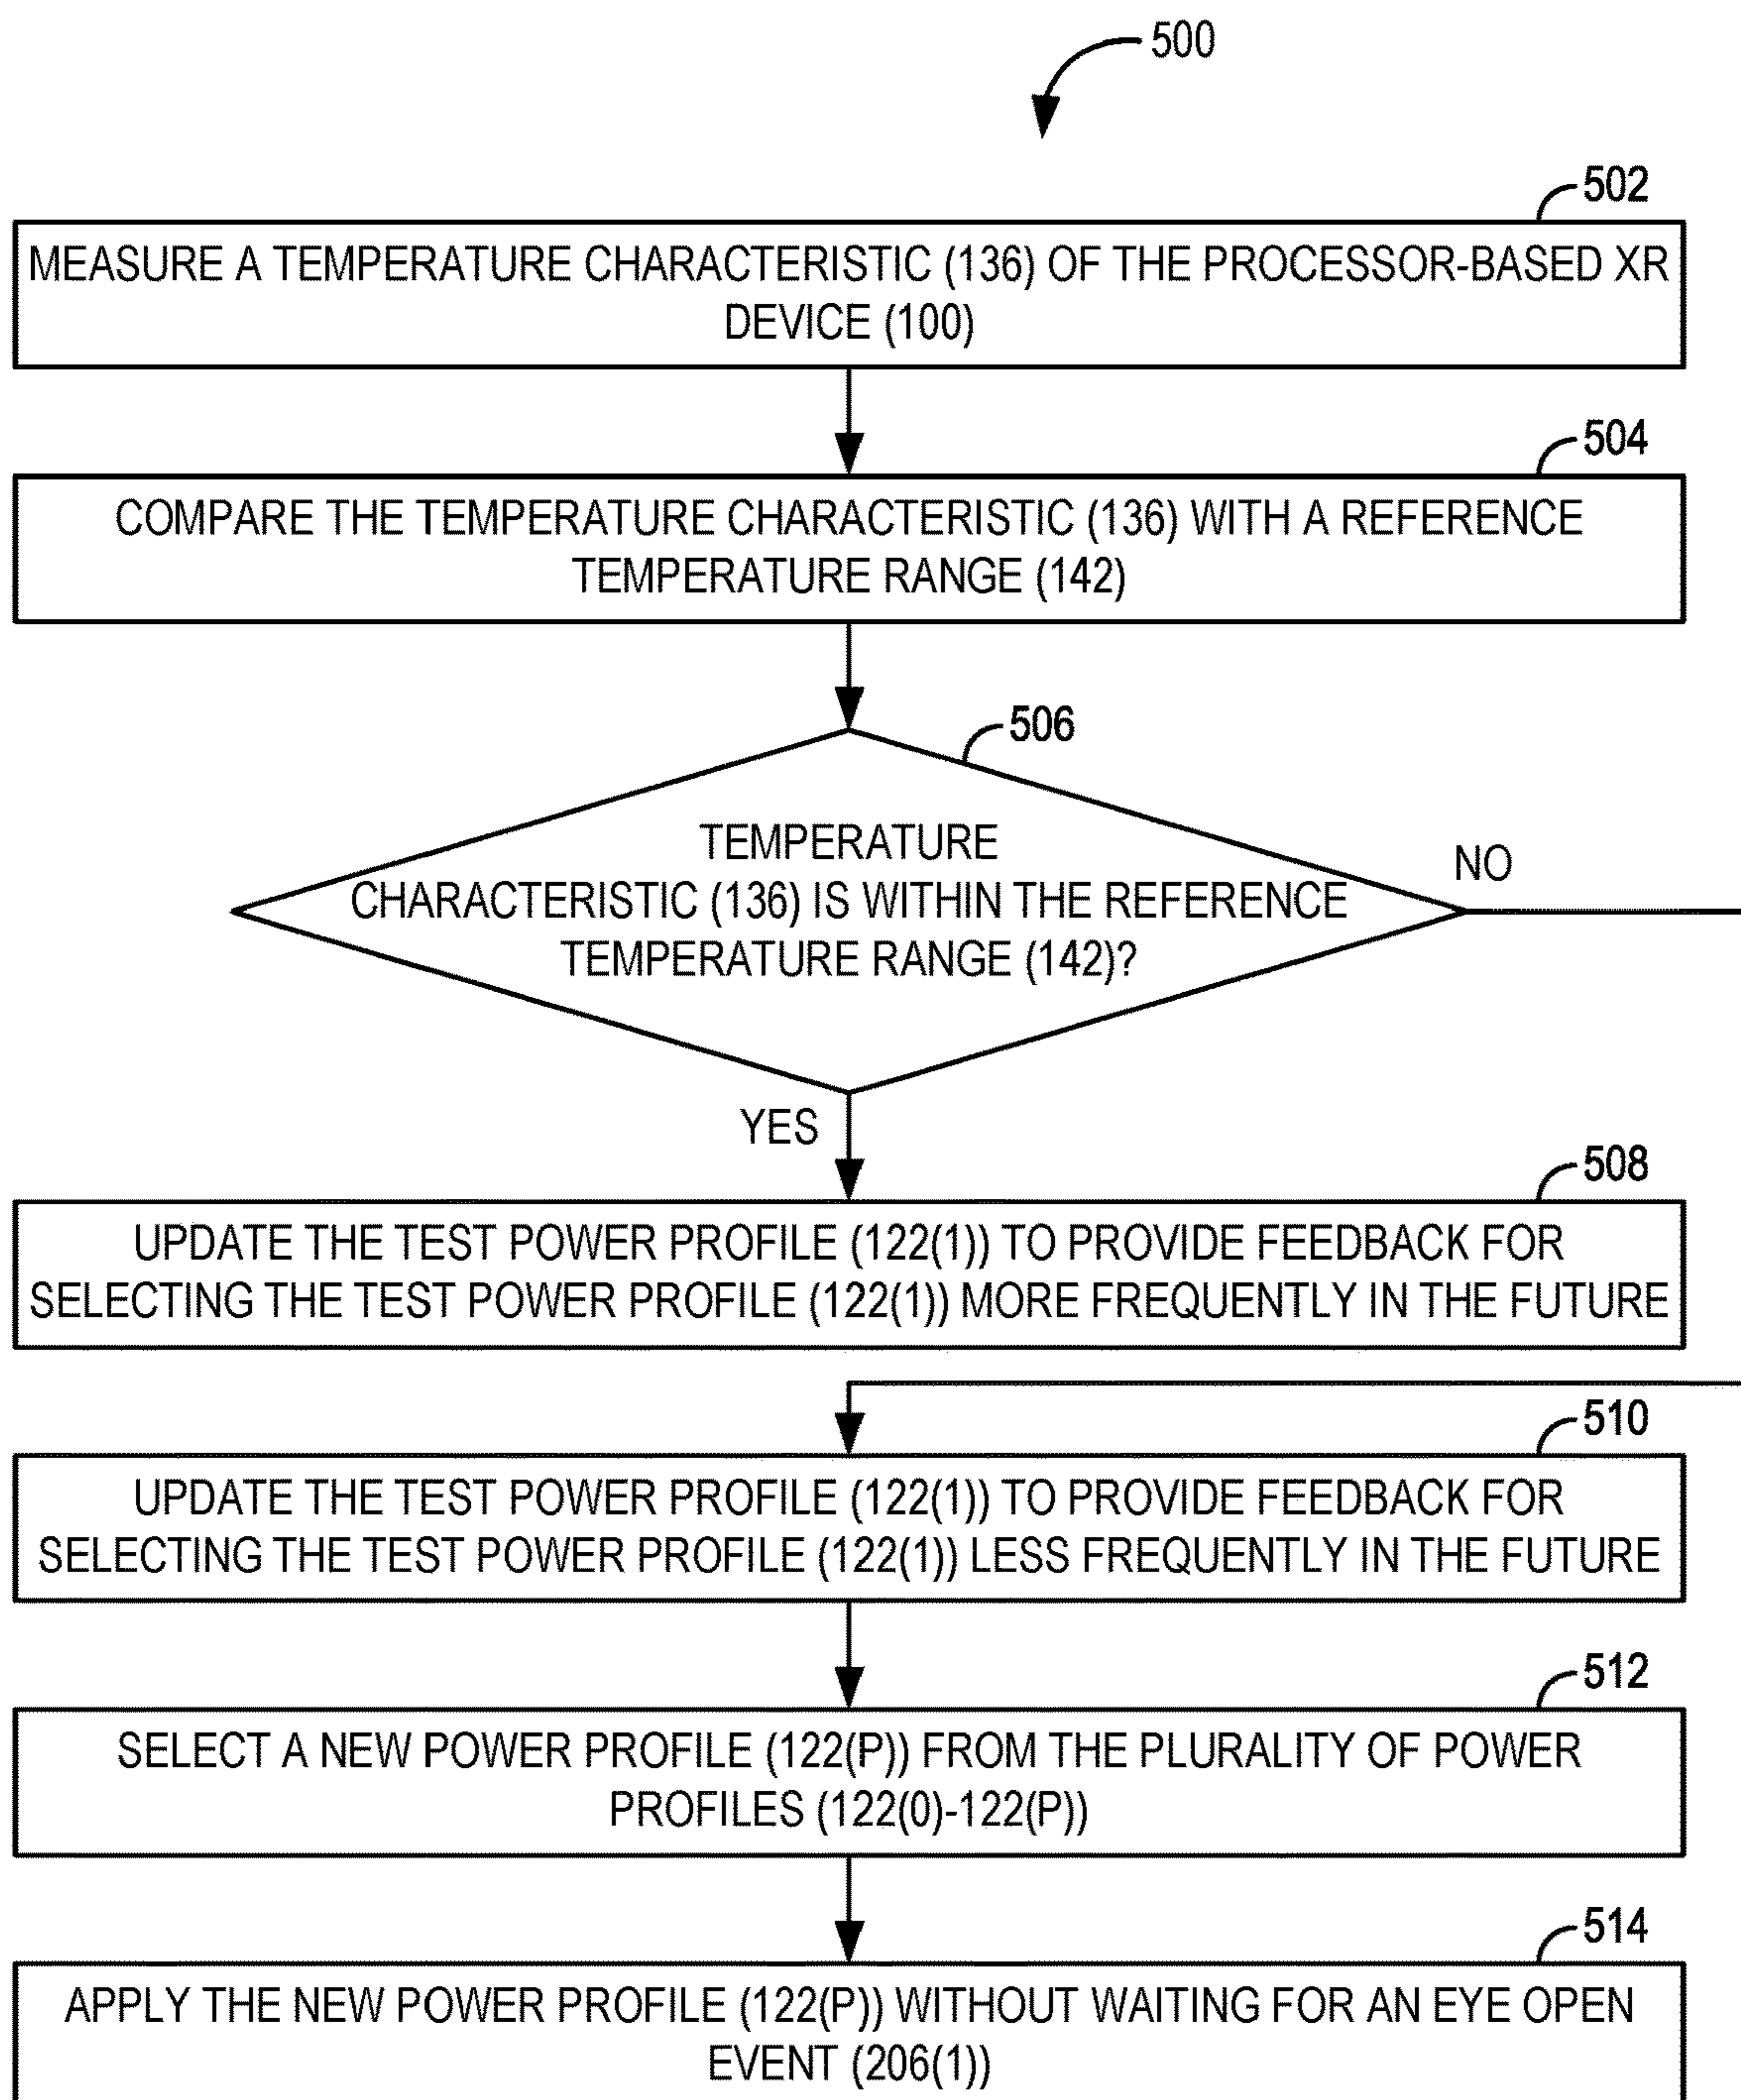 500
502
MEASURE A TEMPERATURE CHARACTERISTIC (136) OF THE PROCESSOR-BASED XR
DEVICE (100)
504
COMPARE THE TEMPERATURE CHARACTERISTIC (136) WITH A REFERENCE
TEMPERATURE RANGE (142)
506
TEMPERATURE
CHARACTERISTIC (136) IS WITHIN THE REFERENCE
TEMPERATURE RANGE (142)?
NO
YES
508
UPDATE THE TEST POWER PROFILE (122(1)) TO PROVIDE FEEDBACK FOR
SELECTING THE TEST POWER PROFILE (122(1)) MORE FREQUENTLY IN THE FUTURE
510
UPDATE THE TEST POWER PROFILE (122(1)) TO PROVIDE FEEDBACK FOR
SELECTING THE TEST POWER PROFILE (122(1)) LESS FREQUENTLY IN THE FUTURE
512
SELECT A NEW POWER PROFILE (122(P)) FROM THE PLURALITY OF POWER
PROFILES (122(0)-122(P))
514
APPLY THE NEW POWER PROFILE (122(P)) WITHOUT WAITING FOR AN EYE OPEN
EVENT (206(1))